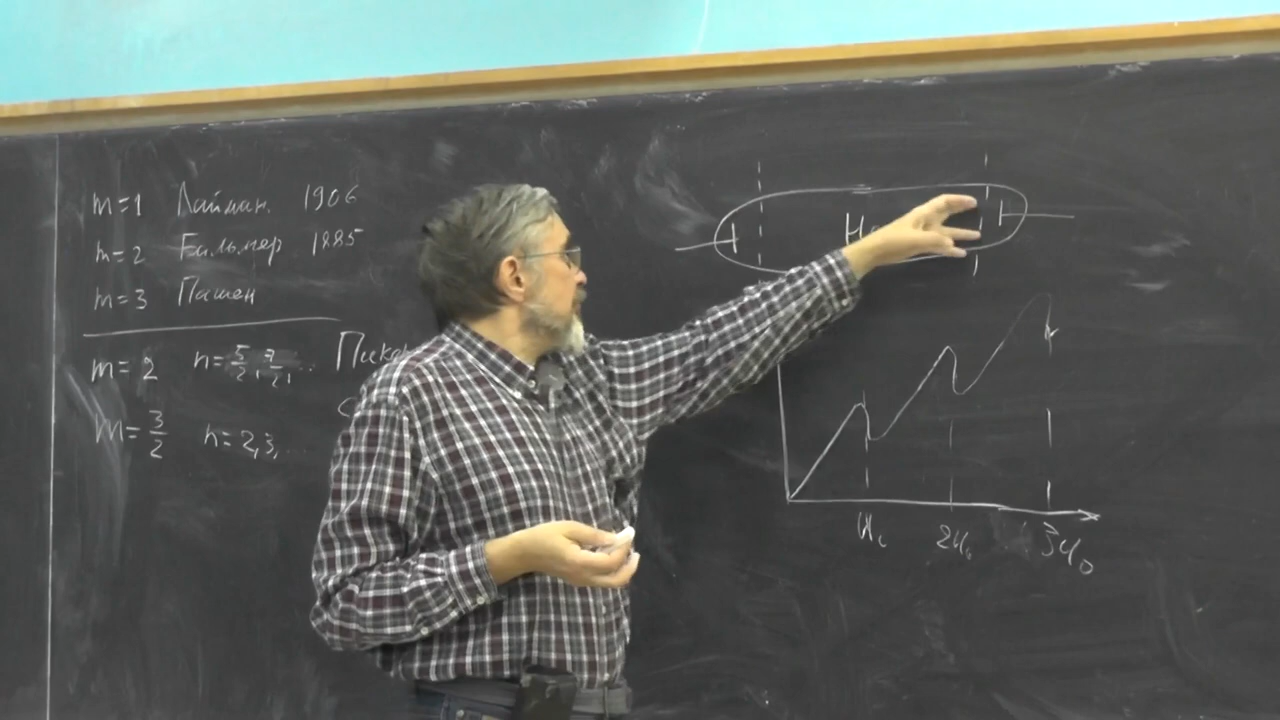 m=1 Лайман. 1906
m=2 Бальмер 1885
m=3 Пашен
m=2 n=5/2, 7/2, ... Пикер
m=3/2 n=2,3, ...
H
U₀ 2U₀ 3U₀